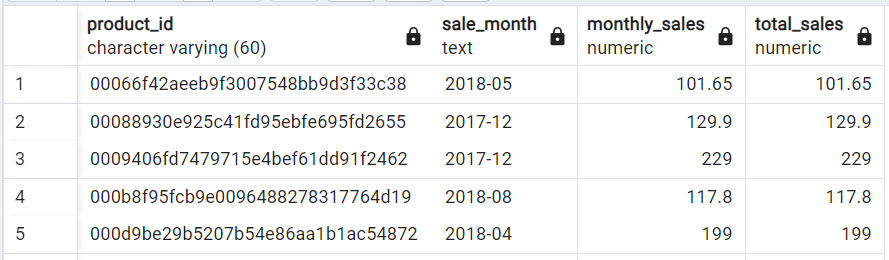 product_id sale_month monthly_sales total_sales
character varying (60) text numeric numeric
1 00066f42aeeb9f3007548bb9d3f33c38 2018-05 101.65 101.65
2 00088930e925c41fd95ebfe695fd2655 2017-12 129.9 129.9
3 0009406fd7479715e4bef61dd91f2462 2017-12 229 229
4 000b8f95fcb9e0096488278317764d19 2018-08 117.8 117.8
5 000d9be29b5207b54e86aa1b1ac54872 2018-04 199 199